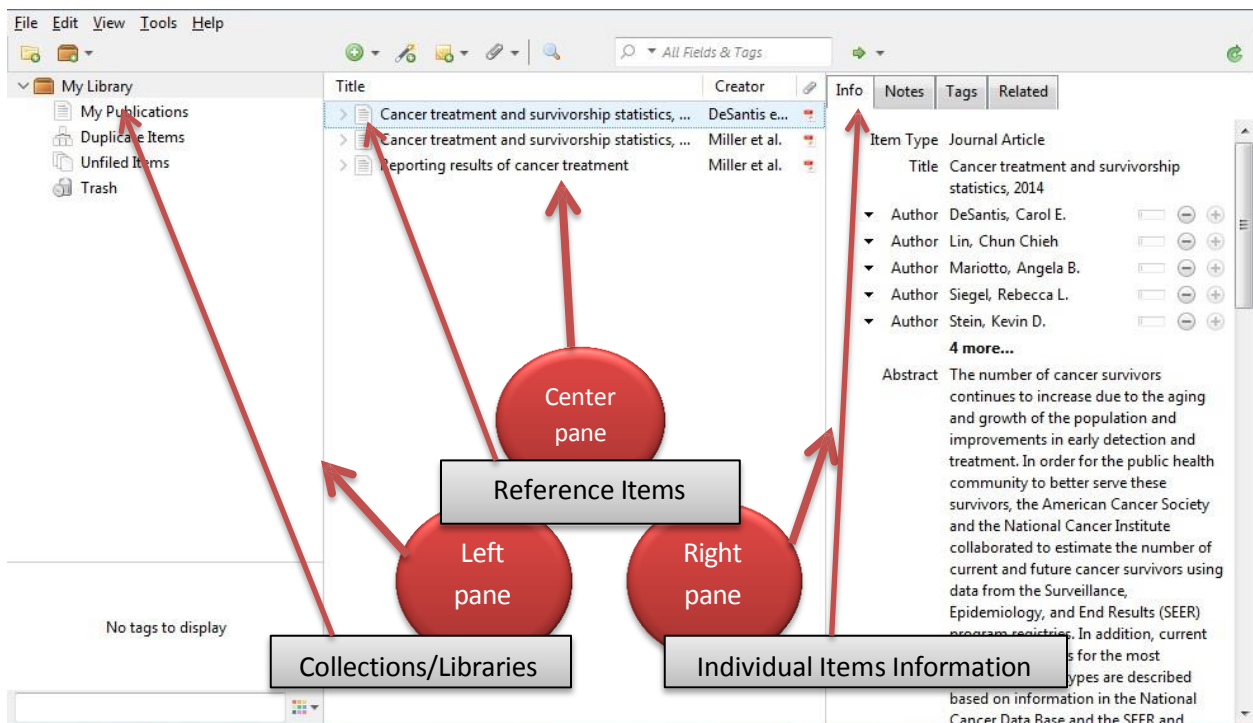 File Edit View Tools Help
All Fields & Tags
My Library
My Publications
Duplicate Items
Unfiled Items
Trash
No tags to display
Title Creator
Cancer treatment and survivorship statistics, ... DeSantis e...
Cancer treatment and survivorship statistics, ... Miller et al.
Reporting results of cancer treatment Miller et al.
Center
pane
Reference Items
Left
pane
Right
pane
Collections/Libraries
Individual Items Information
Info Notes Tags Related
Item Type Journal Article
Title Cancer treatment and survivorship
statistics, 2014
Author DeSantis, Carol E.
Author Lin, Chun Chieh
Author Mariotto, Angela B.
Author Siegel, Rebecca L.
Author Stein, Kevin D.
4 more...
Abstract The number of cancer survivors
continues to increase due to the aging
and growth of the population and
improvements in early detection and
treatment. In order for the public health
community to better serve these
survivors, the American Cancer Society
and the National Cancer Institute
collaborated to estimate the number of
current and future cancer survivors using
data from the Surveillance,
Epidemiology, and End Results (SEER)
program registries. In addition, current
for the most
types are described
based on information in the National
Cancer Data Base and the SEER and